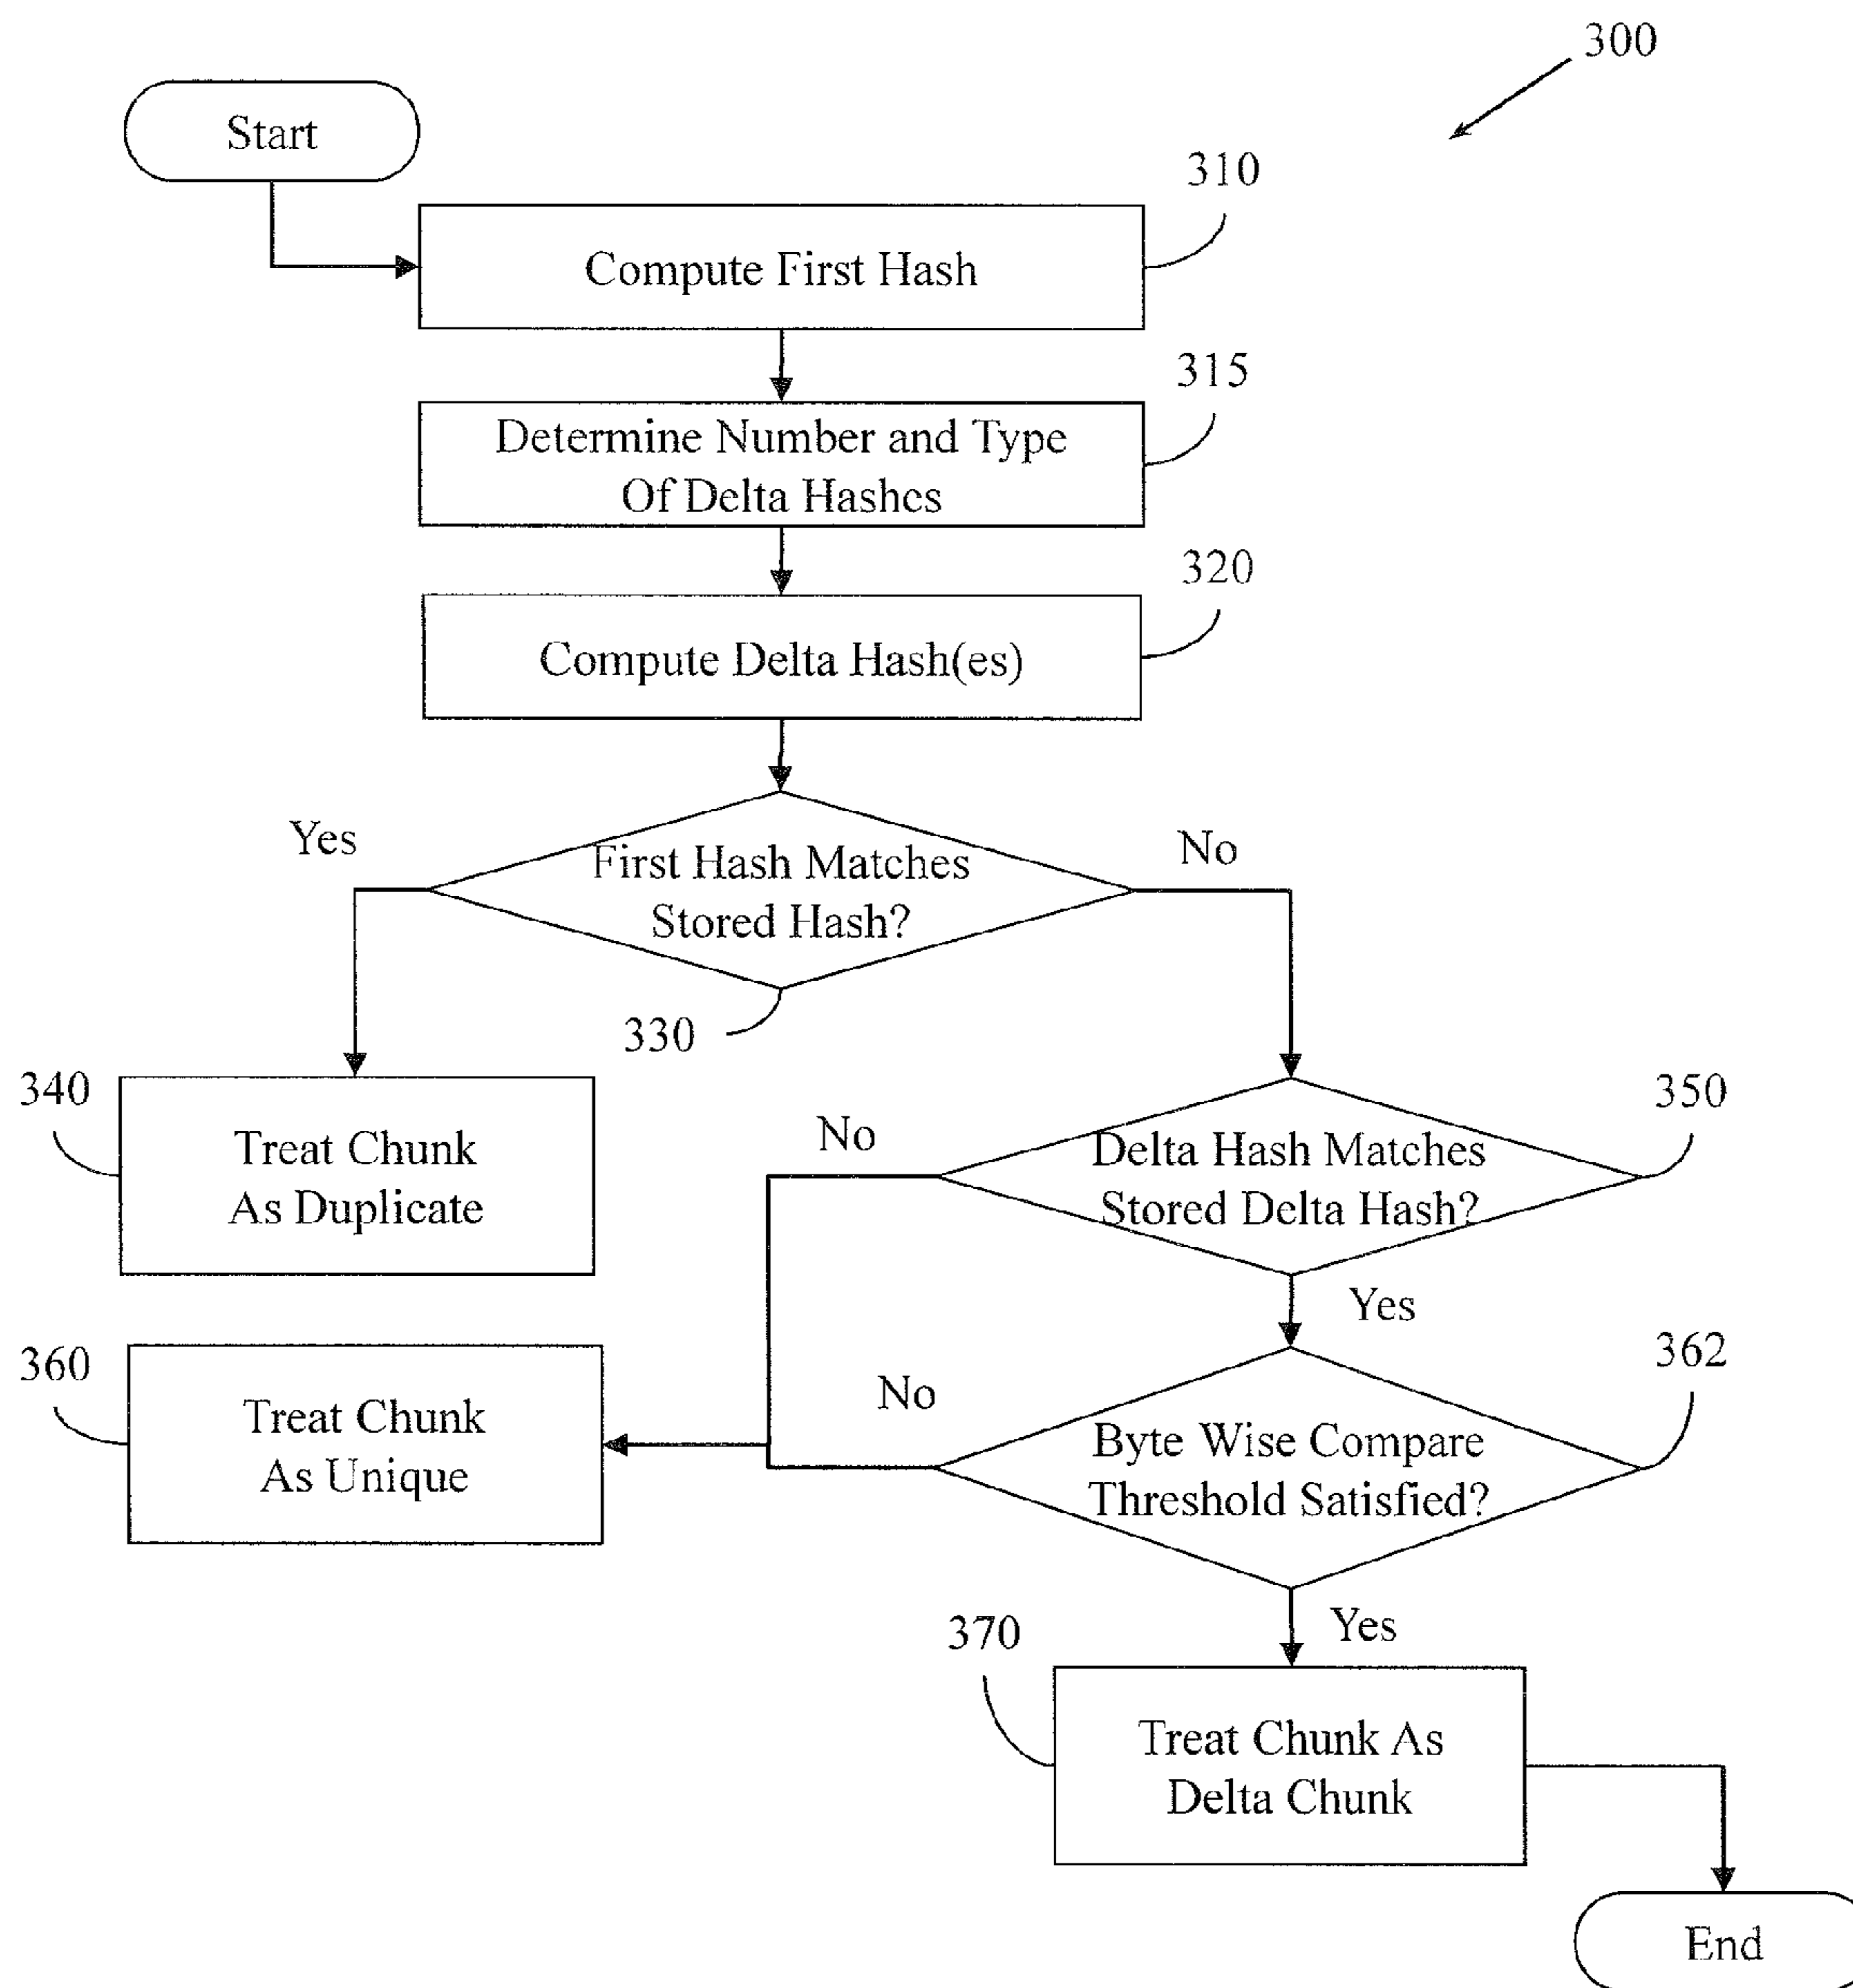 300
Start
310
Compute First Hash
315
Determine Number and Type
Of Delta Hashes
320
Compute Delta Hash(es)
Yes
No
First Hash Matches
Stored Hash?
330
340
Treat Chunk
As Duplicate
350
No
Delta Hash Matches
Stored Delta Hash?
Yes
360
Treat Chunk
As Unique
362
No
Byte Wise Compare
Threshold Satisfied?
Yes
370
Treat Chunk As
Delta Chunk
End